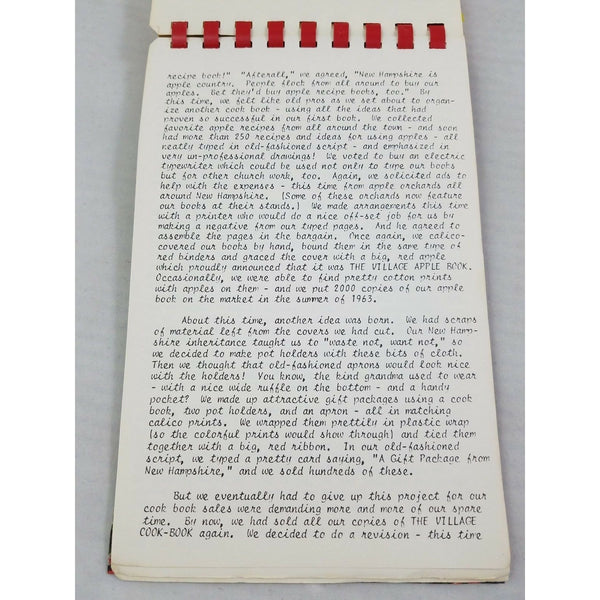 recipe book!" "Afterall," we agreed, "New Hampshire is
apple country. People flock from all around to buy our
apples. Bet they'd buy apple recipe books, too." By
this time, we felt like old pros as we set about to organ-
ize another cook book - using all the ideas that had
proven so successful in our first book. We collected
favorite apple recipes from all around the town - and soon
had more than 250 recipes and ideas for using apples - all
neatly typed in old-fashioned script - and emphasized in
very un-professional drawings! We voted to buy an electric
typewriter which could be used not only to type our books
but for other church work, too. Again, we solicited ads to
help with the expenses - this time from apple orchards all
around New Hampshire. (Some of these orchards now feature
our books at their stands.) We made arrangements this time
with a printer who would do a nice off-set job for us by
making a negative from our typed pages. And he agreed to
assemble the pages in the bargain. Once again, we calico-
covered our books by hand, bound them in the same type of
red binders and graced the cover with a big, red apple
which proudly announced that it was THE VILLAGE APPLE BOOK.
Occasionally, we were able to find pretty cotton prints
with apples on them - and we put 2000 copies of our apple
book on the market in the summer of 1963.
About this time, another idea was born. We had scraps
of material left from the covers we had cut. Our New Hamp-
shire inheritance taught us to "waste not, want not," so
we decided to make pot holders with these bits of cloth.
Then we thought that old-fashioned aprons would look nice
with the holders! You know, the kind grandma used to wear
- with a nice wide ruffle on the bottom - and a handy
pocket? We made up attractive gift packages using a cook
book, two pot holders, and an apron - all in matching
calico prints. We wrapped them prettily in plastic wrap
(so the colorful prints would show through) and tied them
together with a big, red ribbon. In our old-fashioned
script, we typed a pretty card saying, "A Gift Package from
New Hampshire," and we sold hundreds of these.
But we eventually had to give up this project for our
cook book sales were demanding more and more of our spare
time. By now, we had sold all our copies of THE VILLAGE
COOK-BOOK again. We decided to do a revision - this time